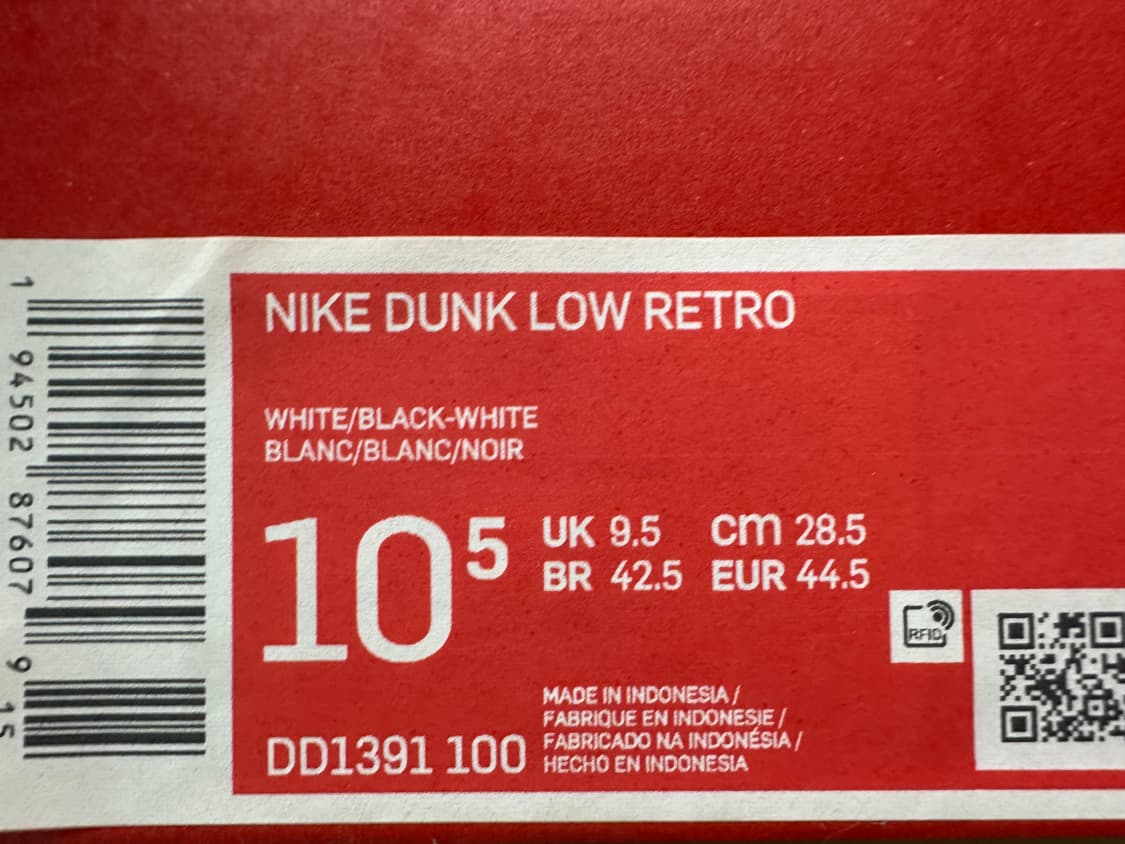 1 94502 87607 9 15
NIKE DUNK LOW RETRO
WHITE/BLACK-WHITE
BLANC/BLANC/NOIR
10 5
UK 9.5 cm 28.5
BR 42.5 EUR 44.5
RFID
MADE IN INDONESIA /
FABRIQUE EN INDONESIE /
FABRICADO NA INDONÉSIA /
HECHO EN INDONESIA
DD1391 100